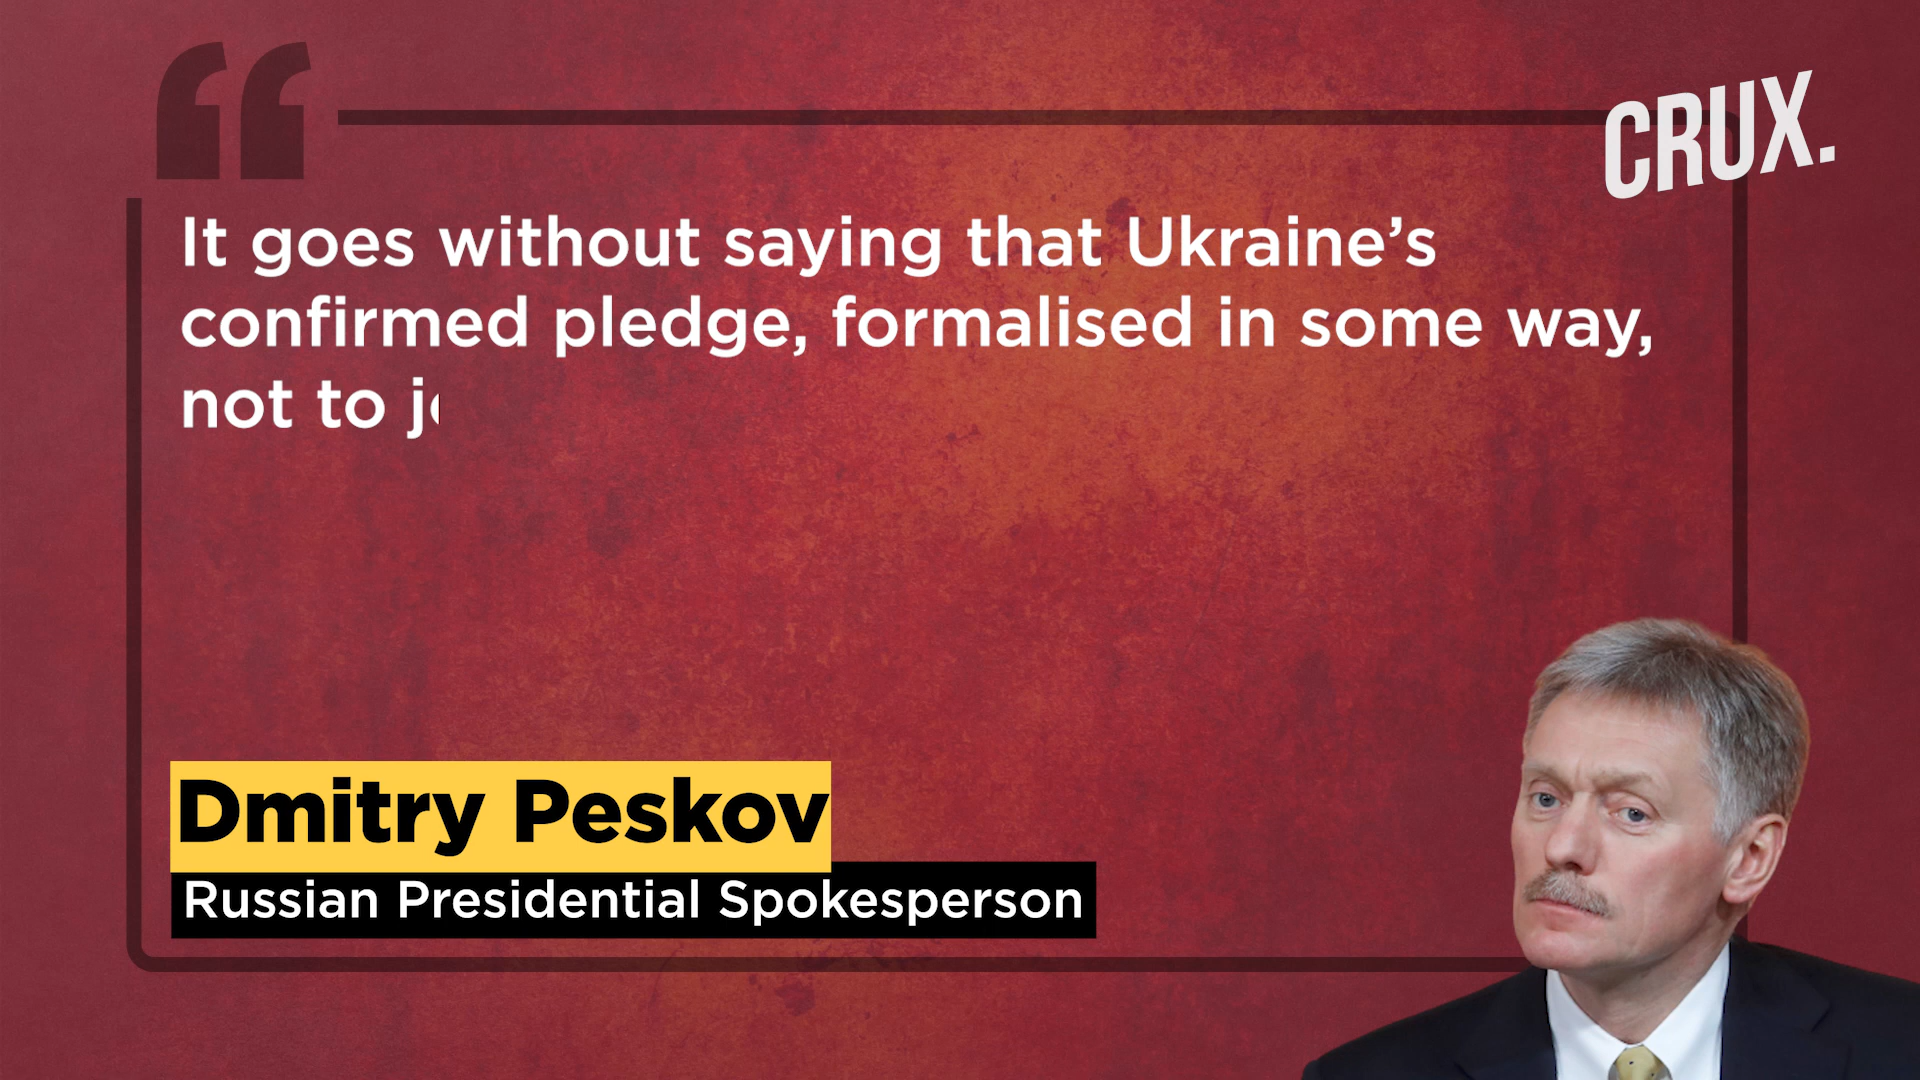 CRUX.
It goes without saying that Ukraine’s
confirmed pledge, formalised in some way,
not to
Dmitry Peskov
Russian Presidential Spokesperson